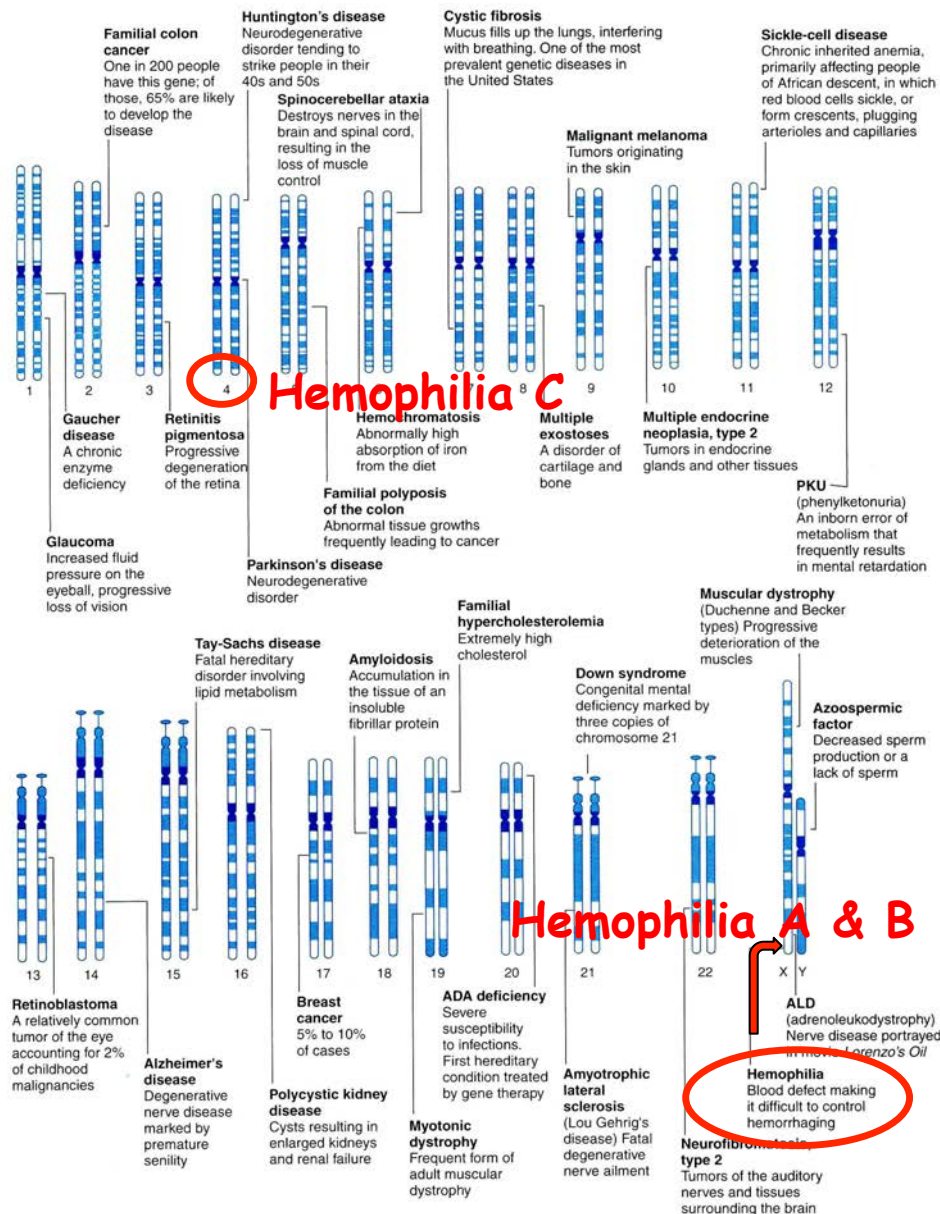 Familial colon
cancer
One in 200 people
have this gene; of
those, 65% are likely
to develop the
disease
Huntington's disease
Neurodegenerative
disorder tending to
strike people in their
40s and 50s
Spinocerebellar ataxia
Destroys nerves in the
brain and spinal cord,
resulting in the
loss of muscle
control
Cystic fibrosis
Mucus fills up the lungs, interfering
with breathing. One of the most
prevalent genetic diseases in
the United States
Malignant melanoma
Tumors originating
in the skin
Sickle-cell disease
Chronic inherited anemia,
primarily affecting people
of African descent, in which
red blood cells sickle, or
form crescents, plugging
arterioles and capillaries
1 2 3 4 7 8 9 10 11 12
Hemophilia C
Gaucher
disease
A chronic
enzyme
deficiency
Retinitis
pigmentosa
Progressive
degeneration
of the retina
Hemochromatosis
Abnormally high
absorption of iron
from the diet
Multiple
exostoses
A disorder of
cartilage and
bone
Multiple endocrine
neoplasia, type 2
Tumors in endocrine
glands and other tissues
PKU
(phenylketonuria)
An inborn error of
metabolism that
frequently results
in mental retardation
Familial polyposis
of the colon
Abnormal tissue growths
frequently leading to cancer
Glaucoma
Increased fluid
pressure on the
eyeball, progressive
loss of vision
Parkinson's disease
Neurodegenerative
disorder
Tay-Sachs disease
Fatal hereditary
disorder involving
lipid metabolism
Amyloidosis
Accumulation in
the tissue of an
insoluble
fibrillar protein
Familial
hypercholesterolemia
Extremely high
cholesterol
Down syndrome
Congenital mental
deficiency marked by
three copies of
chromosome 21
Muscular dystrophy
(Duchenne and Becker
types) Progressive
deterioration of the
muscles
Azoospermic
factor
Decreased sperm
production or a
lack of sperm
Hemophilia A & B
13 14 15 16 17 18 19 20 21 22 X Y
Retinoblastoma
A relatively common
tumor of the eye
accounting for 2%
of childhood
malignancies
Alzheimer's
disease
Degenerative
nerve disease
marked by
premature
senility
Polycystic kidney
disease
Cysts resulting in
enlarged kidneys
and renal failure
Breast
cancer
5% to 10%
of cases
Myotonic
dystrophy
Frequent form of
adult muscular
dystrophy
ADA deficiency
Severe
susceptibility
to infections.
First hereditary
condition treated
by gene therapy
Amyotrophic
lateral
sclerosis
(Lou Gehrig's
disease) Fatal
degenerative
nerve ailment
Neurofibromatosis,
type 2
Tumors of the auditory
nerves and tissues
surrounding the brain
ALD
(adrenoleukodystrophy)
Nerve disease portrayed
in movie Lorenzo's Oil
Hemophilia
Blood defect making
it difficult to control
hemorrhaging